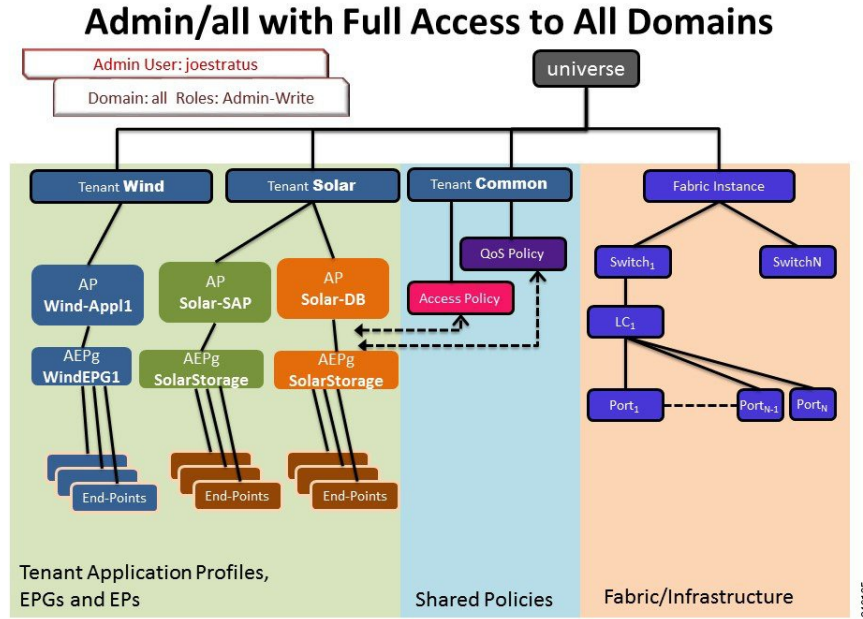 Admin/all with Full Access to All Domains
Admin User: joestratus
Domain: all Roles: Admin-Write
universe
Tenant Wind
Tenant Solar
Tenant Common
Fabric Instance
QoS Policy
Switch₁
SwitchN
AP
Wind-Appl1
AP
Solar-SAP
AP
Solar-DB
Access Policy
LC₁
AEPg
WindEPG1
AEPg
SolarStorage
AEPg
SolarStorage
Port₁
Portₙ₋₁
Portₙ
End-Points
End-Points
End-Points
Tenant Application Profiles,
EPGs and EPs
Shared Policies
Fabric/Infrastructure